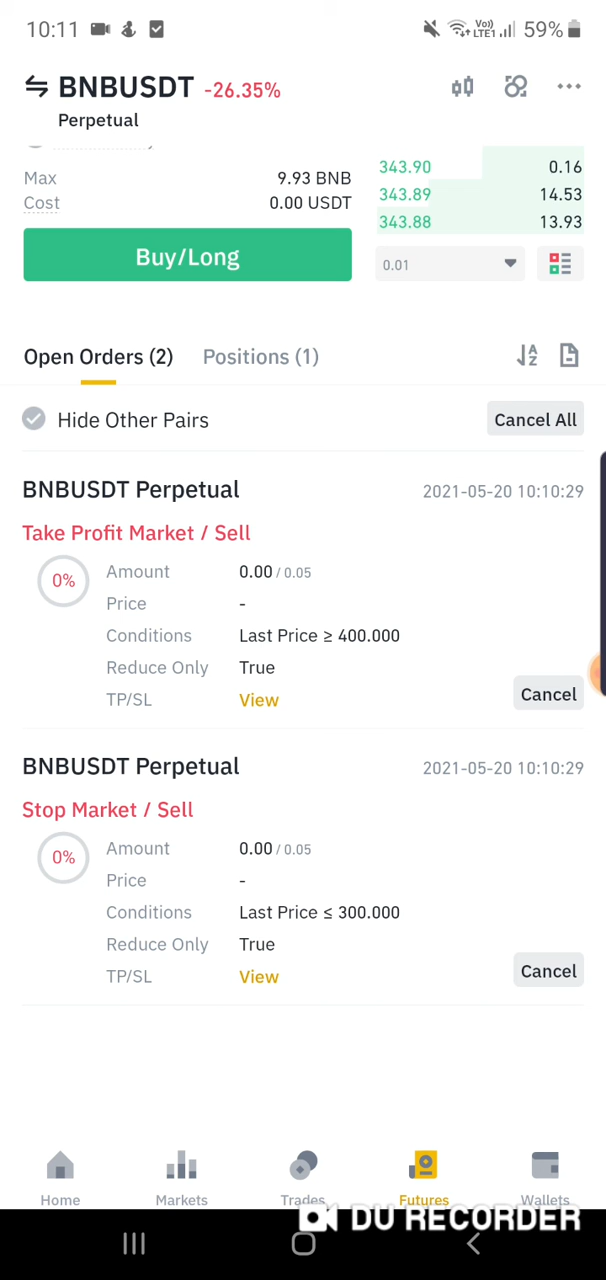 10:11
Vo)) LTE1 59%
BNBUSDT -26.35%
Perpetual
343.90 0.16
Max 9.93 BNB
343.89 14.53
Cost 0.00 USDT
343.88 13.93
Buy/Long
0.01
Open Orders (2) Positions (1)
Hide Other Pairs Cancel All
BNBUSDT Perpetual 2021-05-20 10:10:29
Take Profit Market / Sell
0% Amount 0.00 / 0.05
Price -
Conditions Last Price ≥ 400.000
Reduce Only True
TP/SL View Cancel
BNBUSDT Perpetual 2021-05-20 10:10:29
Stop Market / Sell
0% Amount 0.00 / 0.05
Price -
Conditions Last Price ≤ 300.000
Reduce Only True
TP/SL View Cancel
Home Markets Trades Futures Wallets
DU RECORDER